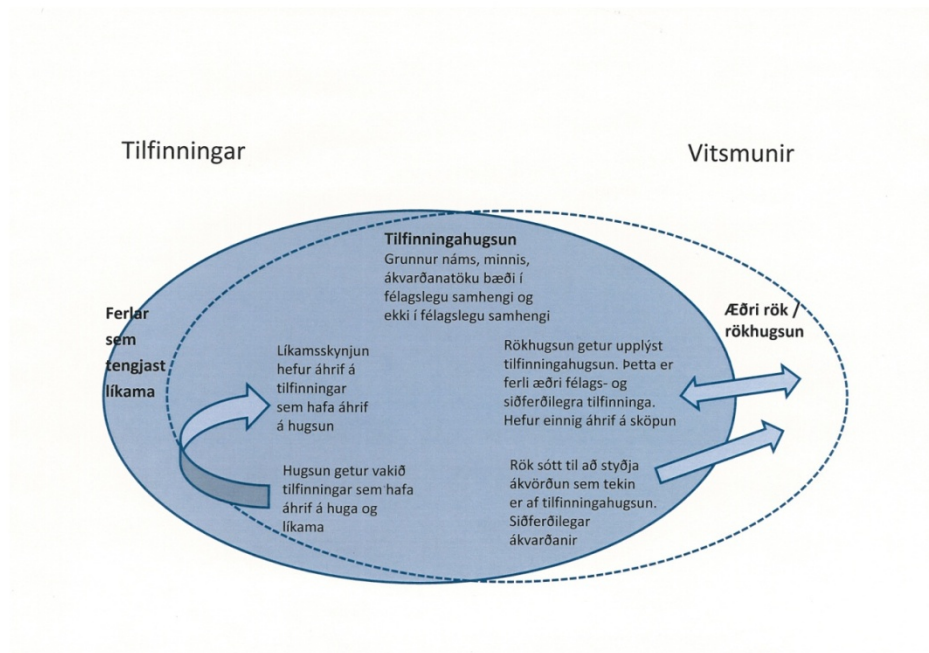 Tilfinningar
Vitsmunir
Tilfinningahugsun
Grunnur náms, minnis,
ákvarðanatöku bæði í
félagslegu samhengi og
ekki í félagslegu samhengi
Ferlar
sem
tengjast
líkama
Æðri rök /
rökhugsun
Líkamsskynjun
hefur áhrif á
tilfinningar
sem hafa áhrif
á hugsun
Rökhugsun getur upplýst
tilfinningahugsun. Þetta er
ferli æðri félags- og
siðferðilegra tilfinninga.
Hefur einnig áhrif á sköpun
Hugsun getur vakið
tilfinningar sem hafa
áhrif á huga og
líkama
Rök sótt til að styðja
ákvörðun sem tekin
er af tilfinningahugsun.
Siðferðilegar
ákvarðanir